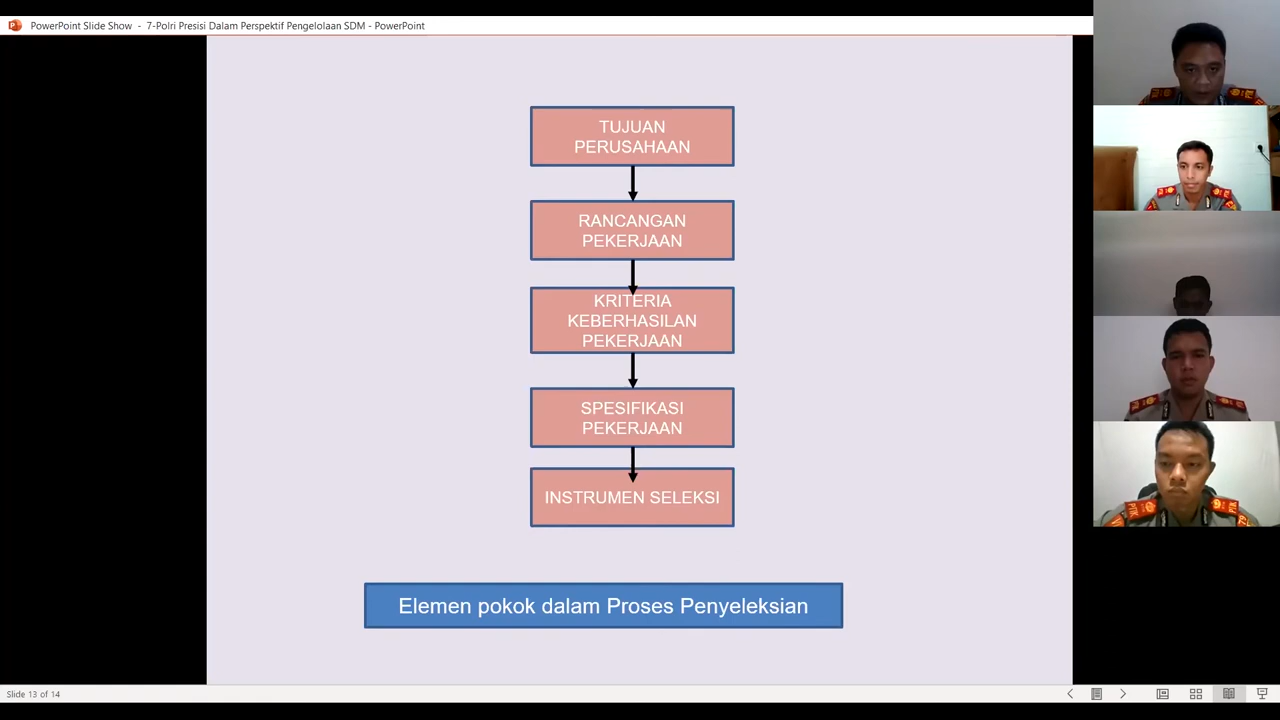 PowerPoint Slide Show - 7-Polri Presisi Dalam Perspektif Pengelolaan SDM - PowerPoint
TUJUAN
PERUSAHAAN
RANCANGAN
PEKERJAAN
KRITERIA
KEBERHASILAN
PEKERJAAN
SPESIFIKASI
PEKERJAAN
INSTRUMEN SELEKSI
Elemen pokok dalam Proses Penyeleksian
Slide 13 of 14